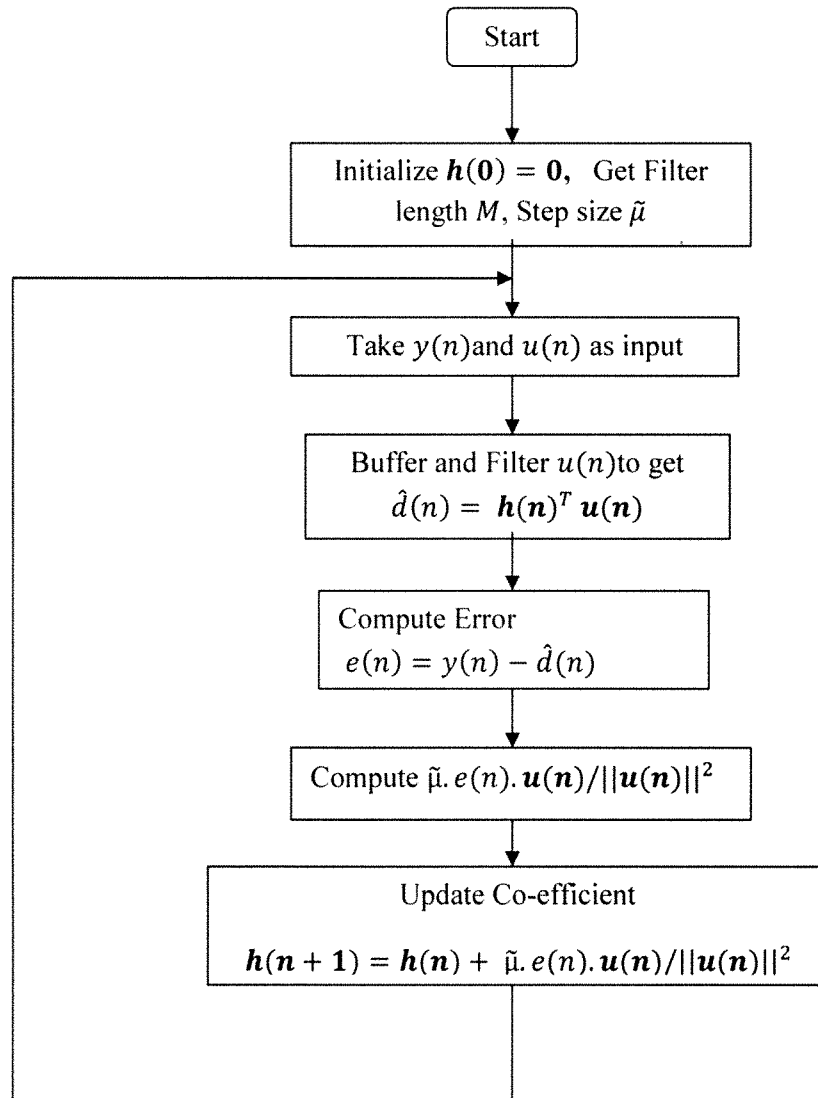 Start
Initialize h(0) = 0, Get Filter
length M, Step size μ̃
Take y(n)and u(n) as input
Buffer and Filter u(n)to get
d̂(n) = h(n)ᵀ u(n)
Compute Error
e(n) = y(n) − d̂(n)
Compute μ̃. e(n). u(n)/||u(n)||²
Update Co-efficient
h(n + 1) = h(n) + μ̃. e(n). u(n)/||u(n)||²